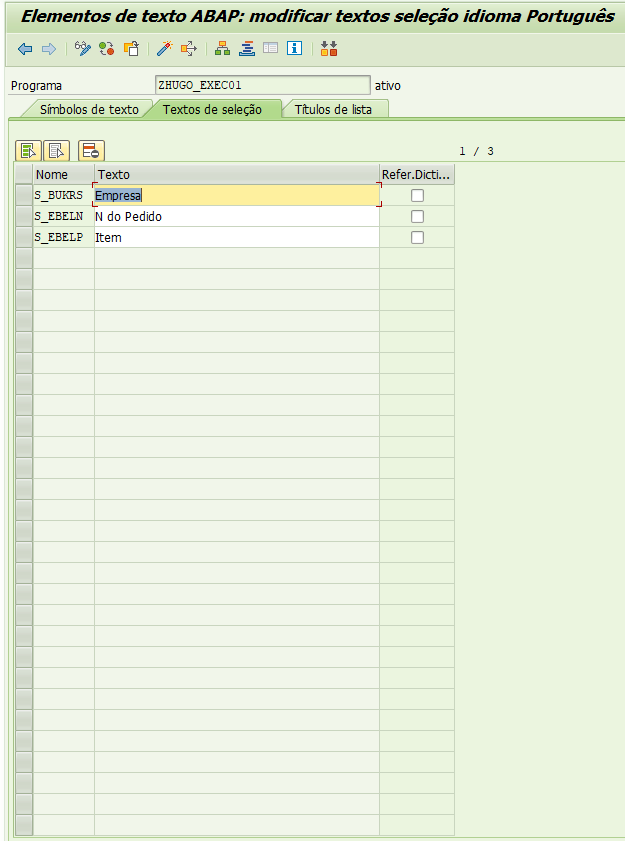 Elementos de texto ABAP: modificar textos seleção idioma Português
Programa ZHUGO_EXEC01 ativo
Símbolos de texto Textos de seleção Títulos de lista
1 / 3
Nome Texto Refer.Dicti...
S_BUKRS Empresa
S_EBELN N do Pedido
S_EBELP Item